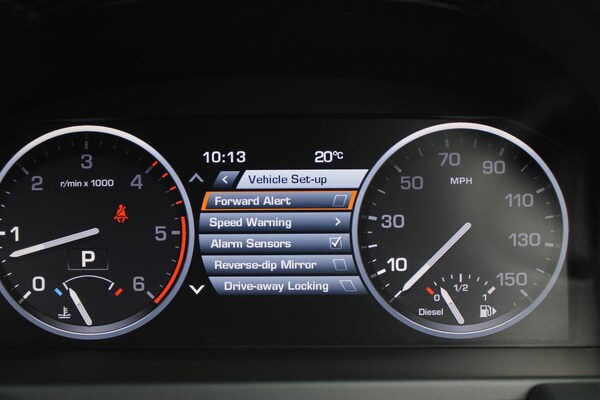 10:13 20°C
Vehicle Set-up
Forward Alert
Speed Warning
Alarm Sensors
Reverse-dip Mirror
Drive-away Locking
0 1 2 3 4 5 6
r/min x 1000
P
10 30 50 70 90 110 130 150
MPH
0 1/2 1
Diesel